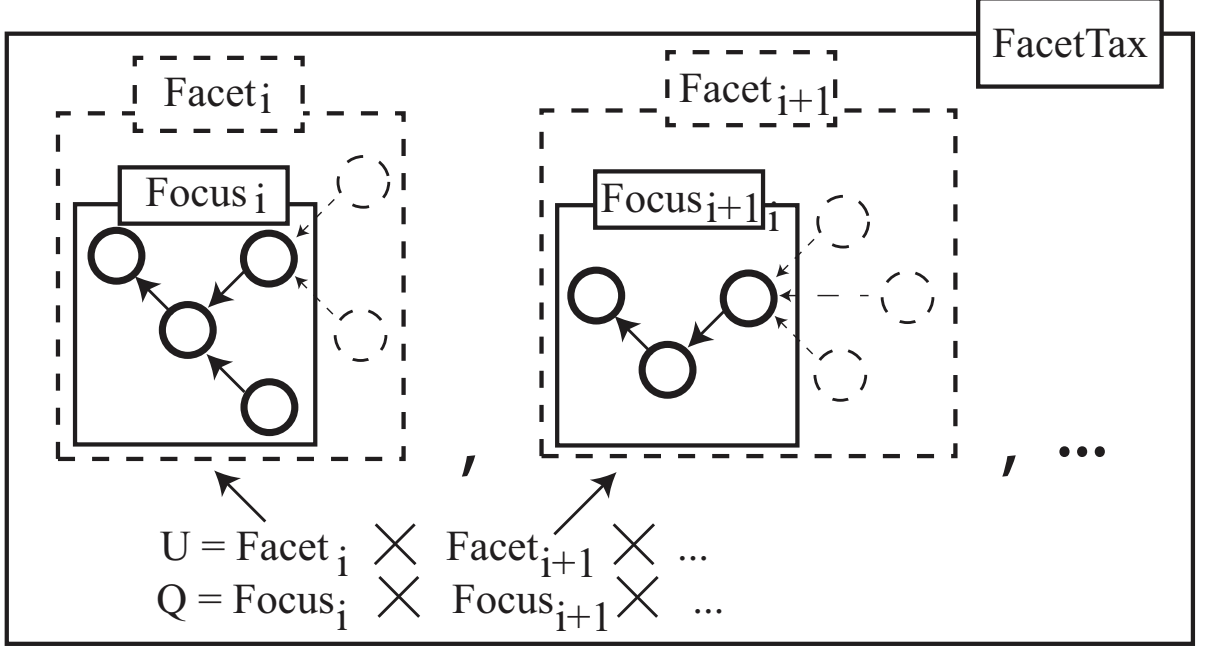 FacetTax
Facet i
Facet i+1
Focus i
Focus i+1 i
, , ...
U = Facet i × Facet i+1 × ...
Q = Focus i × Focus i+1 × ...